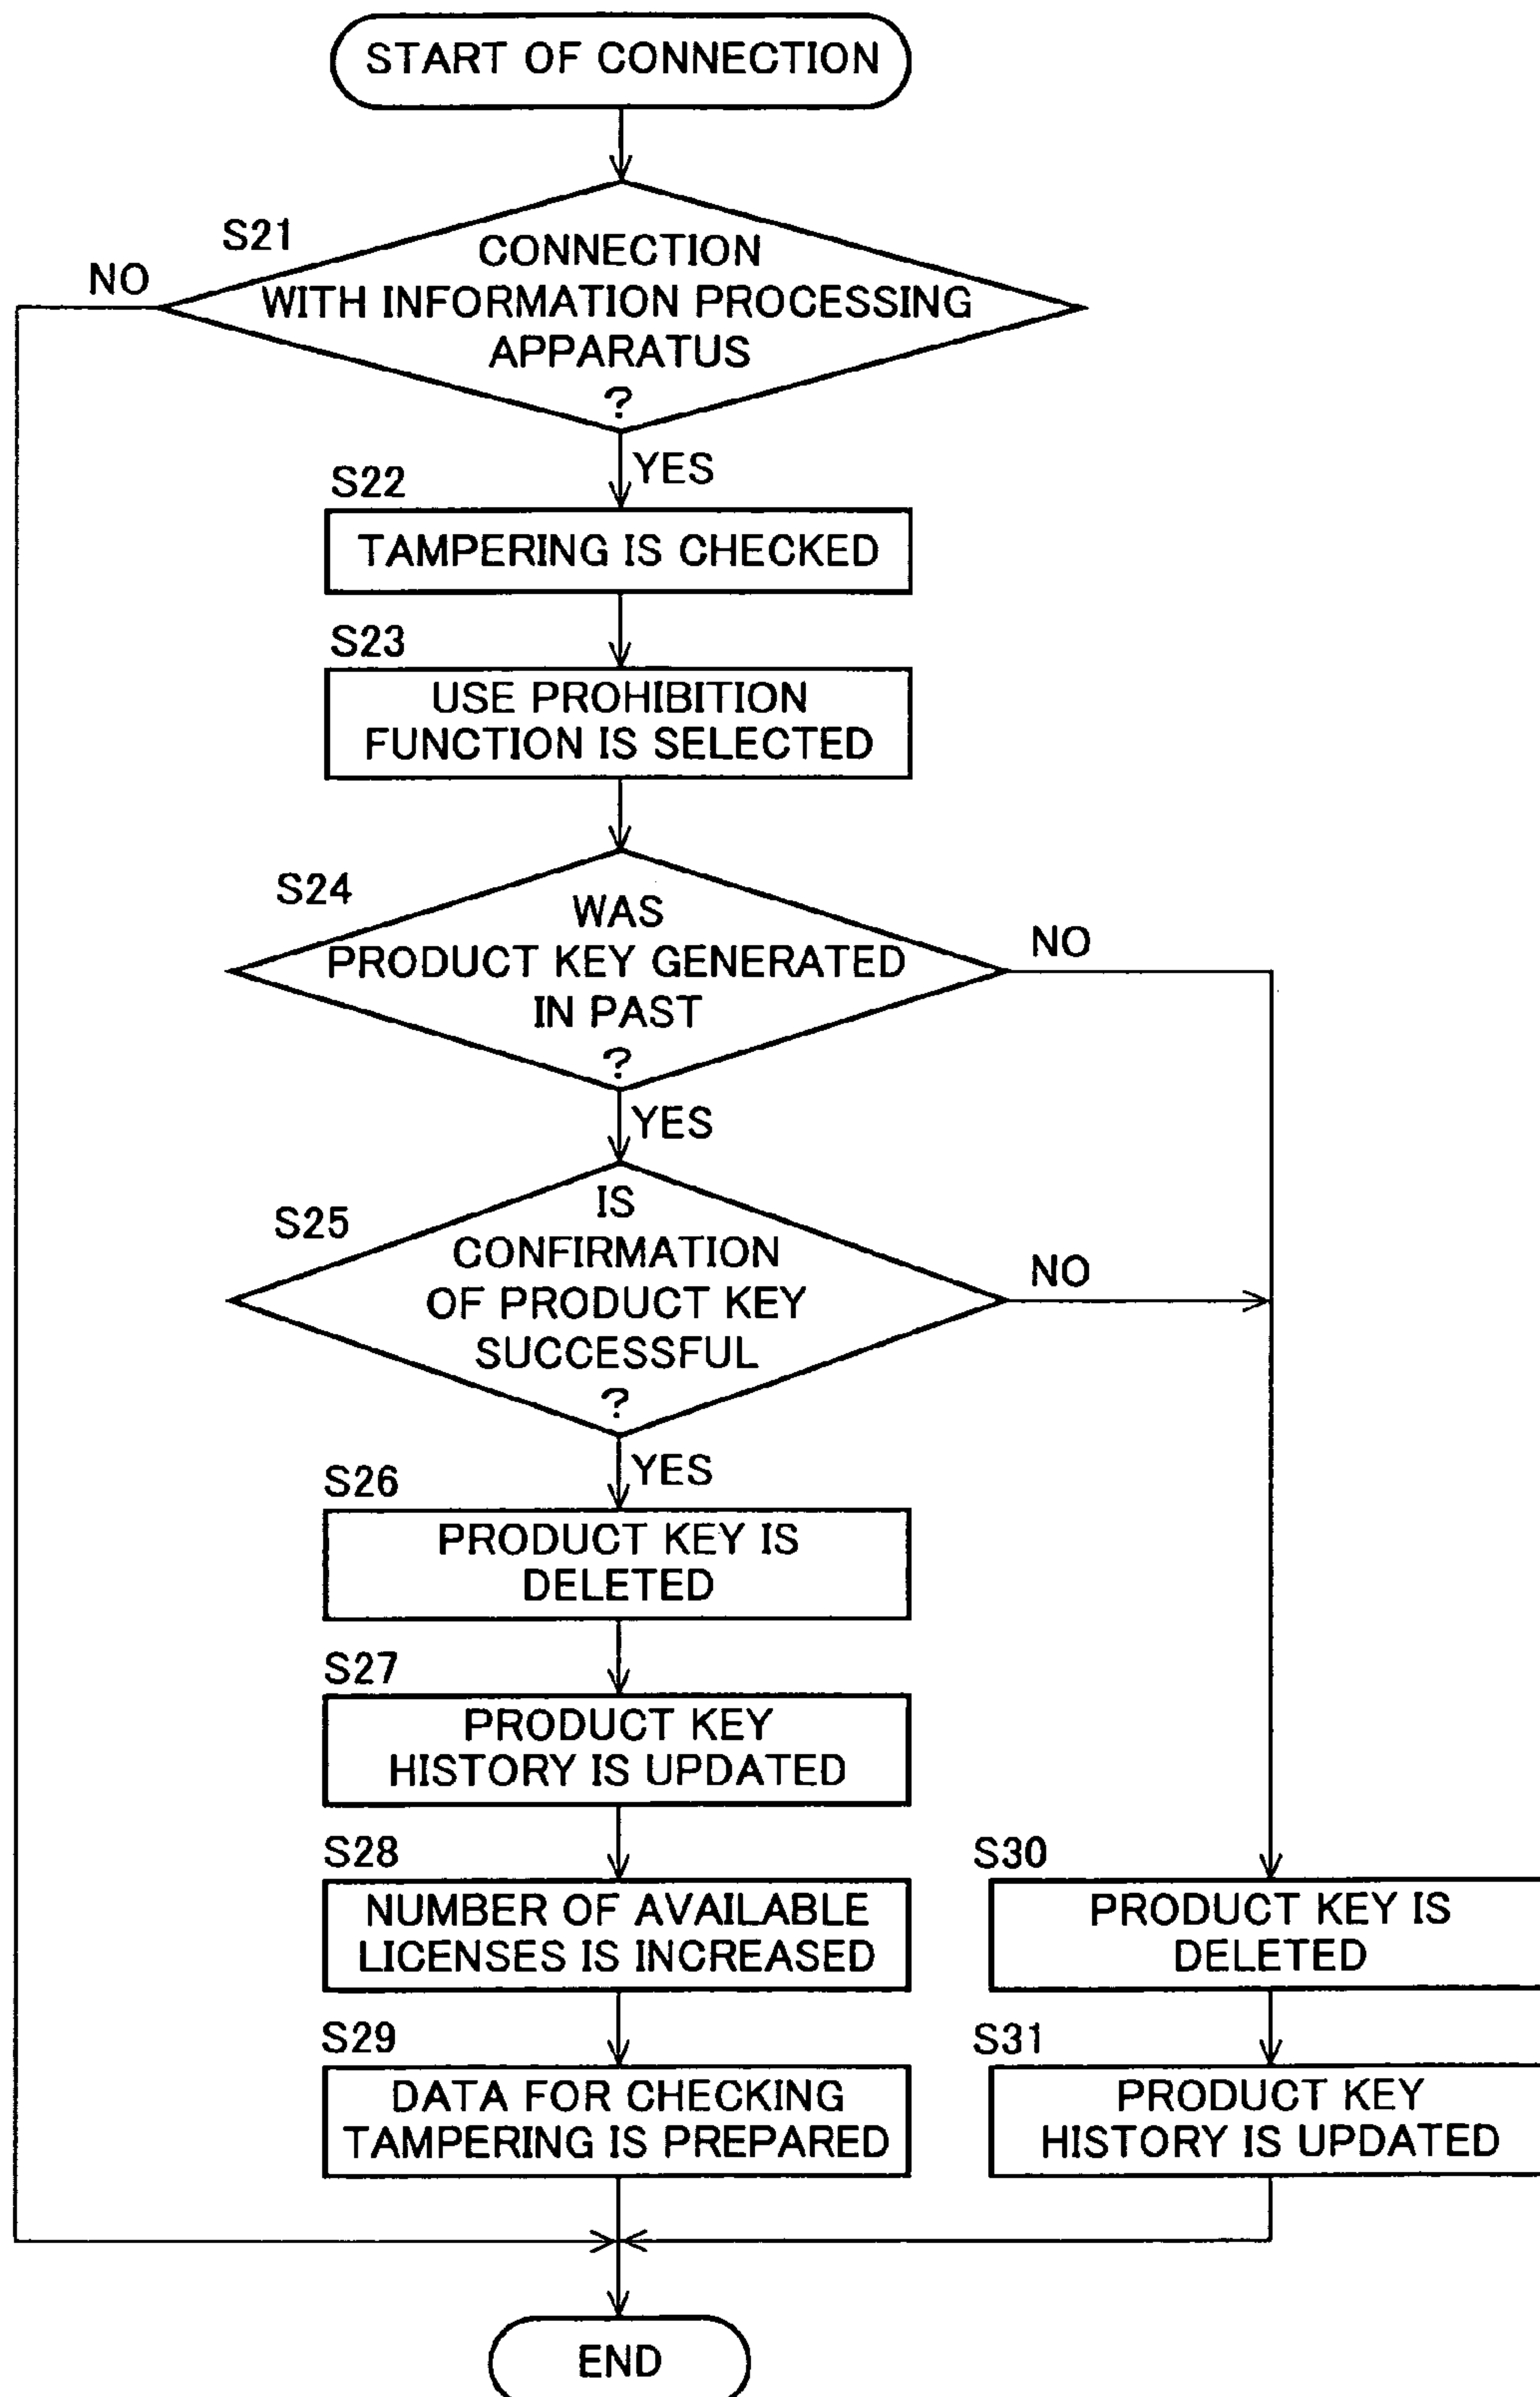 START OF CONNECTION
S21
NO
CONNECTION
WITH INFORMATION PROCESSING
APPARATUS
?
YES
S22
TAMPERING IS CHECKED
S23
USE PROHIBITION
FUNCTION IS SELECTED
S24
WAS
PRODUCT KEY GENERATED
IN PAST
?
NO
YES
S25
IS
CONFIRMATION
OF PRODUCT KEY
SUCCESSFUL
?
NO
YES
S26
PRODUCT KEY IS
DELETED
S27
PRODUCT KEY
HISTORY IS UPDATED
S28
NUMBER OF AVAILABLE
LICENSES IS INCREASED
S29
DATA FOR CHECKING
TAMPERING IS PREPARED
S30
PRODUCT KEY IS
DELETED
S31
PRODUCT KEY
HISTORY IS UPDATED
END